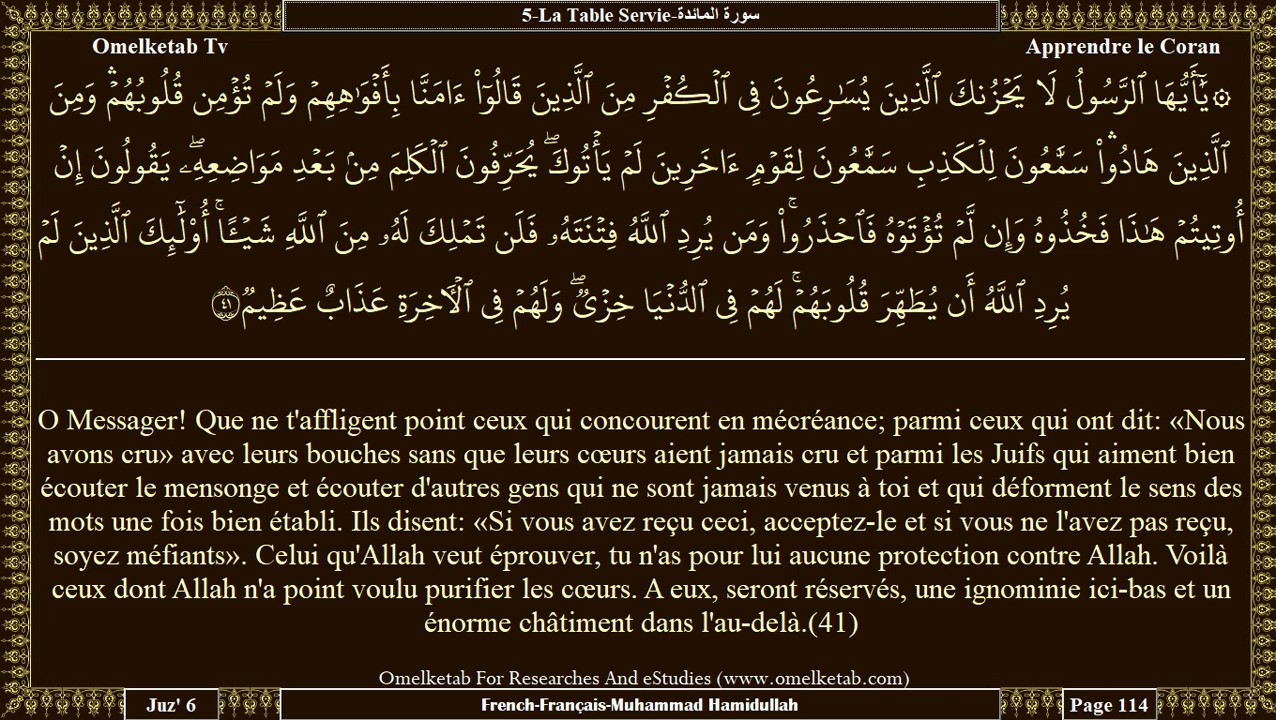 5-La Table Servie-سورة المائدة
Omelketab Tv
Apprendre le Coran
۞ يَٰٓأَيُّهَا ٱلرَّسُولُ لَا يَحۡزُنكَ ٱلَّذِينَ يُسَٰرِعُونَ فِي ٱلۡكُفۡرِ مِنَ ٱلَّذِينَ قَالُوٓاْ ءَامَنَّا بِأَفۡوَٰهِهِمۡ وَلَمۡ تُؤۡمِن قُلُوبُهُمۡۛ وَمِنَ
ٱلَّذِينَ هَادُواْۛ سَمَّٰعُونَ لِلۡكَذِبِ سَمَّٰعُونَ لِقَوۡمٍ ءَاخَرِينَ لَمۡ يَأۡتُوكَۖ يُحَرِّفُونَ ٱلۡكَلِمَ مِنۢ بَعۡدِ مَوَاضِعِهِۦۖ يَقُولُونَ إِنۡ
أُوتِيتُمۡ هَٰذَا فَخُذُوهُ وَإِن لَّمۡ تُؤۡتَوۡهُ فَٱحۡذَرُواْۚ وَمَن يُرِدِ ٱللَّهُ فِتۡنَتَهُۥ فَلَن تَمۡلِكَ لَهُۥ مِنَ ٱللَّهِ شَيۡـًٔاۚ أُوْلَٰٓئِكَ ٱلَّذِينَ لَمۡ
يُرِدِ ٱللَّهُ أَن يُطَهِّرَ قُلُوبَهُمۡۚ لَهُمۡ فِي ٱلدُّنۡيَا خِزۡيٞۖ وَلَهُمۡ فِي ٱلۡأٓخِرَةِ عَذَابٌ عَظِيمٞ ٤١
O Messager! Que ne t'affligent point ceux qui concourent en mécréance; parmi ceux qui ont dit: «Nous
avons cru» avec leurs bouches sans que leurs cœurs aient jamais cru et parmi les Juifs qui aiment bien
écouter le mensonge et écouter d'autres gens qui ne sont jamais venus à toi et qui déforment le sens des
mots une fois bien établi. Ils disent: «Si vous avez reçu ceci, acceptez-le et si vous ne l'avez pas reçu,
soyez méfiants». Celui qu'Allah veut éprouver, tu n'as pour lui aucune protection contre Allah. Voilà
ceux dont Allah n'a point voulu purifier les cœurs. A eux, seront réservés, une ignominie ici-bas et un
énorme châtiment dans l'au-delà.(41)
Omelketab For Researches And eStudies (www.omelketab.com)
Juz' 6
French-Français-Muhammad Hamidullah
Page 114